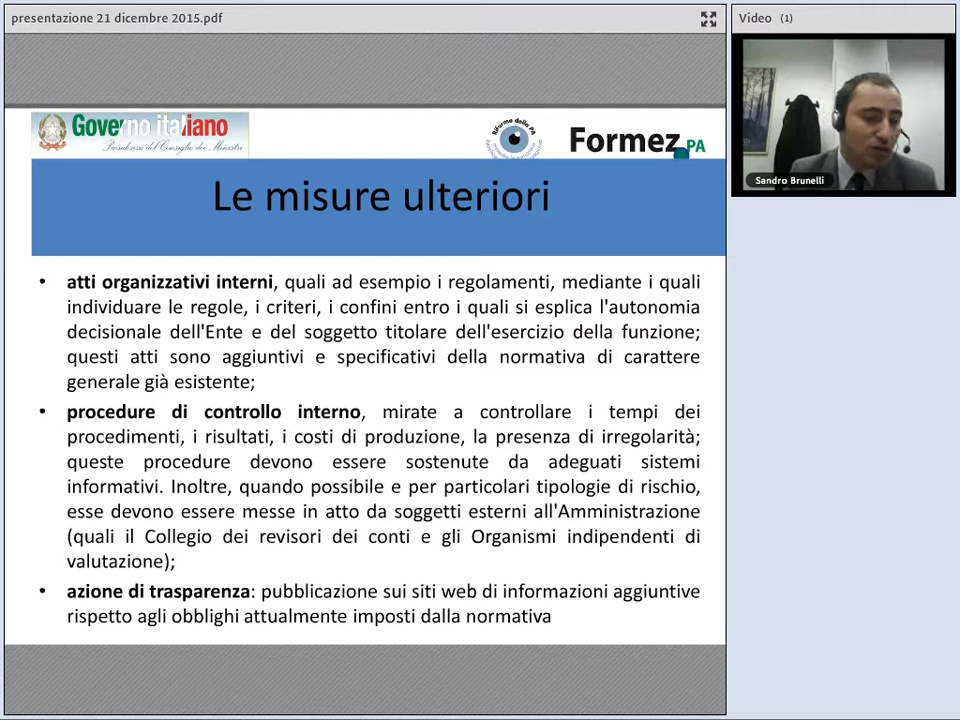 presentazione 21 dicembre 2015.pdf
Video (1)
Governo italiano
Presidenza del Consiglio dei Ministri
Riforme della PA
Formez PA
Sandro Brunelli
Le misure ulteriori
• atti organizzativi interni, quali ad esempio i regolamenti, mediante i quali
individuare le regole, i criteri, i confini entro i quali si esplica l'autonomia
decisionale dell'Ente e del soggetto titolare dell'esercizio della funzione;
questi atti sono aggiuntivi e specificativi della normativa di carattere
generale già esistente;
• procedure di controllo interno, mirate a controllare i tempi dei
procedimenti, i risultati, i costi di produzione, la presenza di irregolarità;
queste procedure devono essere sostenute da adeguati sistemi
informativi. Inoltre, quando possibile e per particolari tipologie di rischio,
esse devono essere messe in atto da soggetti esterni all'Amministrazione
(quali il Collegio dei revisori dei conti e gli Organismi indipendenti di
valutazione);
• azione di trasparenza: pubblicazione sui siti web di informazioni aggiuntive
rispetto agli obblighi attualmente imposti dalla normativa